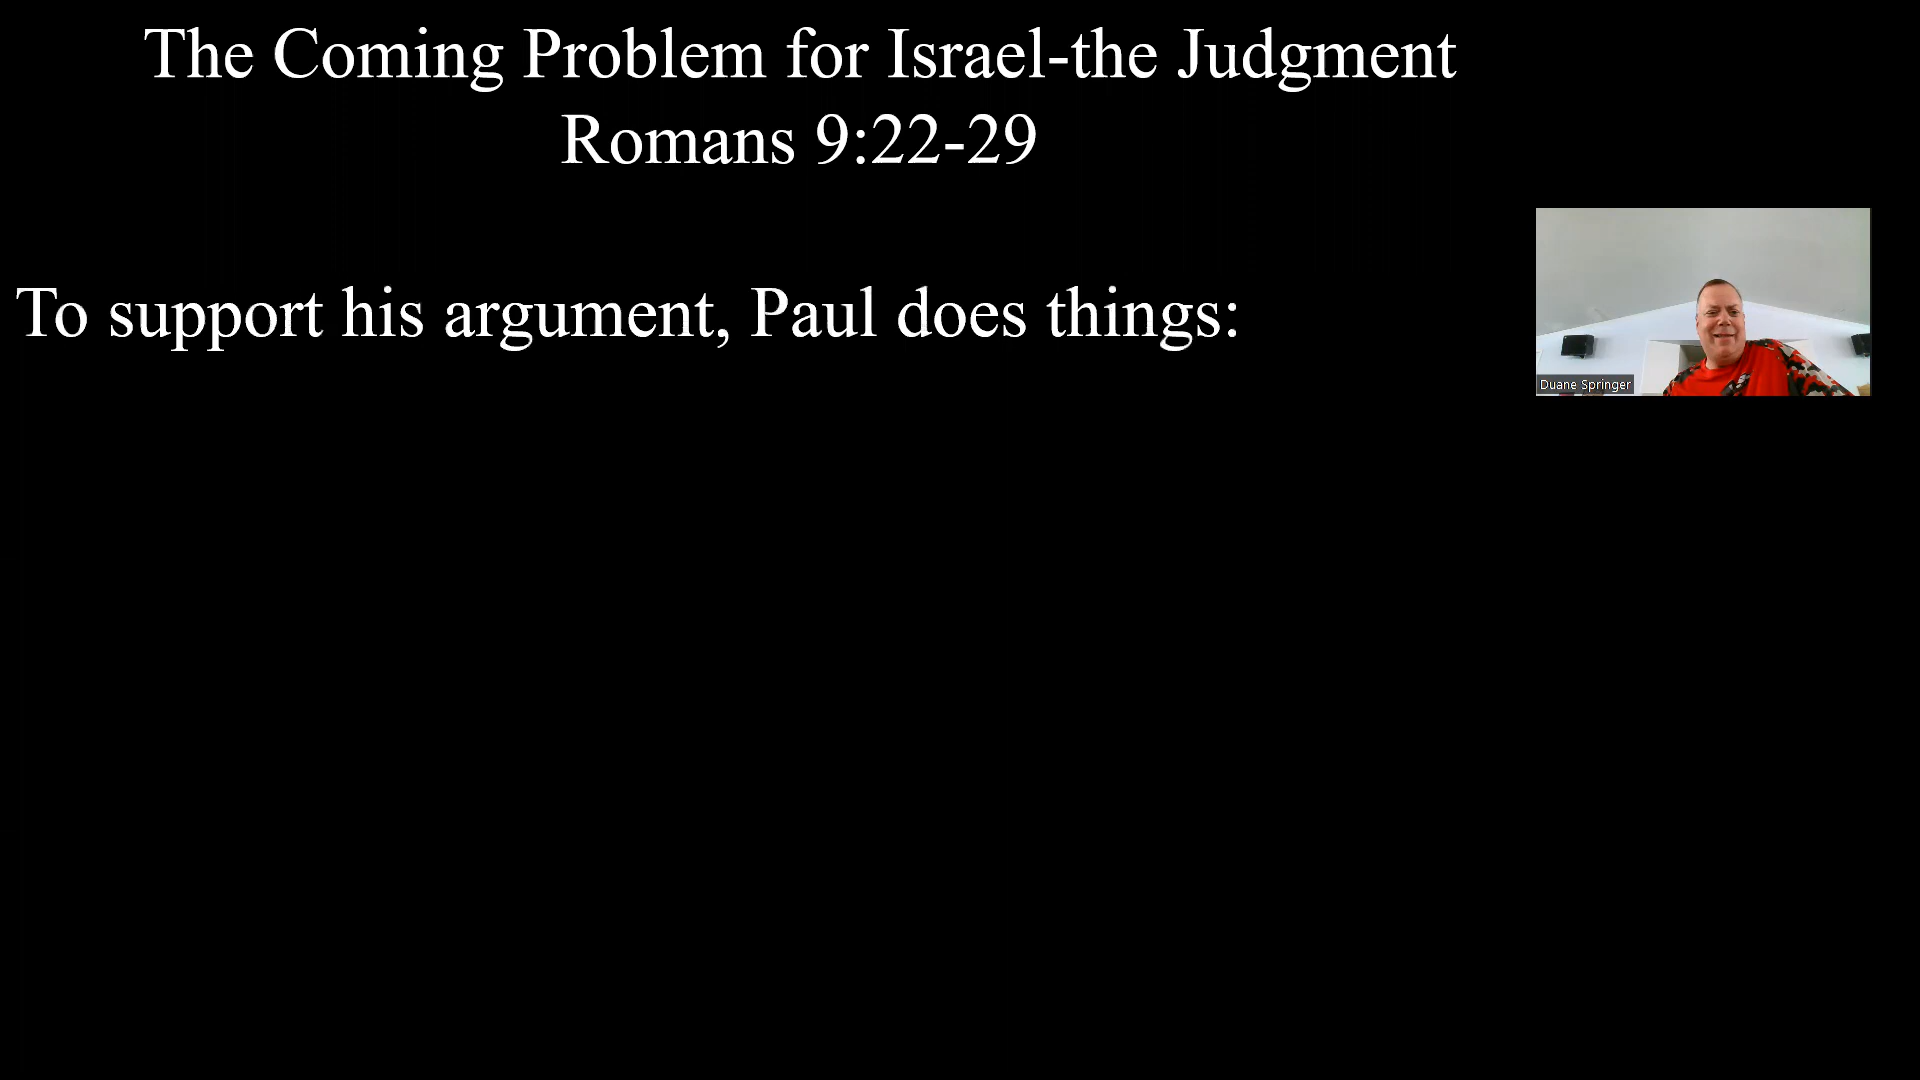 The Coming Problem for Israel-the Judgment
Romans 9:22-29
To support his argument, Paul does things:
Duane Springer